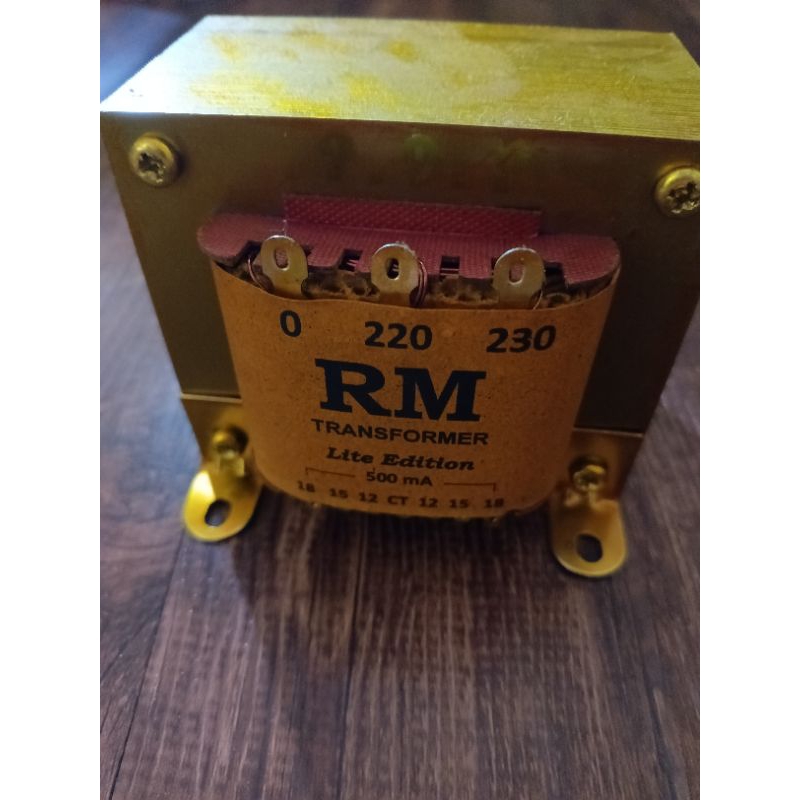 0 220 230
RM
TRANSFORMER
Lite Edition
500 mA
18 15 12 CT 12 15 18